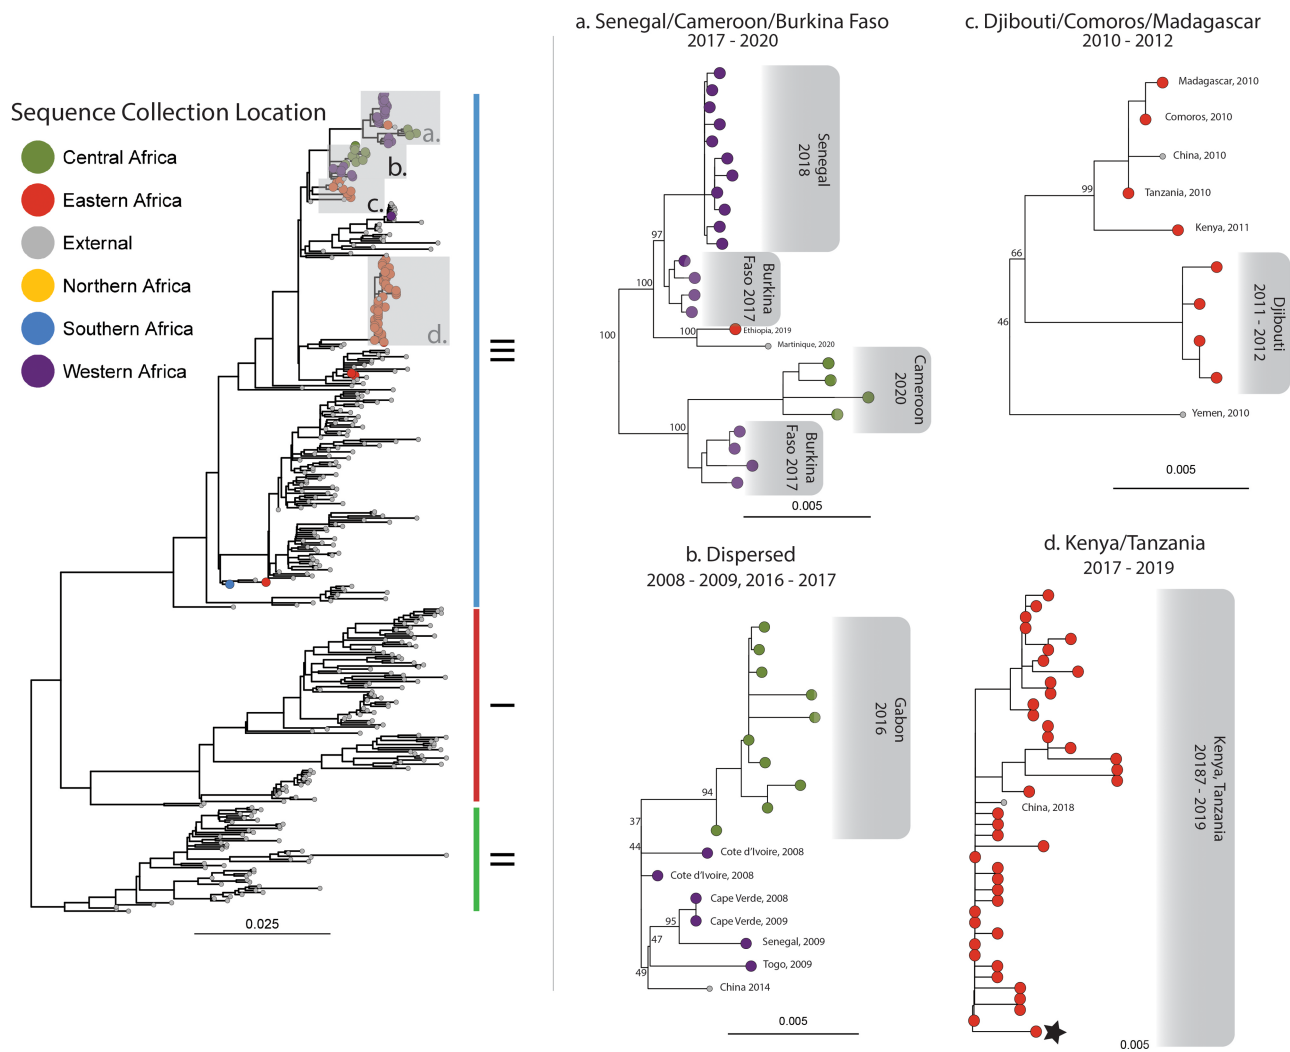 Sequence Collection Location
Central Africa
Eastern Africa
External
Northern Africa
Southern Africa
Western Africa
a.
b.
c.
d.
0.025
a. Senegal/Cameroon/Burkina Faso
2017 - 2020
Senegal
2018
97
Burkina
Faso 2017
100
100
Ethiopia, 2019
100
Martinique, 2020
Cameroon
2020
100
Burkina
Faso 2017
0.005
b. Dispersed
2008 - 2009, 2016 - 2017
Gabon
2016
94
37
44
Cote d'Ivoire, 2008
Cote d'Ivoire, 2008
Cape Verde, 2008
95
Cape Verde, 2009
47
Senegal, 2009
Togo, 2009
49
China 2014
0.005
c. Djibouti/Comoros/Madagascar
2010 - 2012
Madagascar, 2010
Comoros, 2010
China, 2010
99
Tanzania, 2010
Kenya, 2011
66
Djibouti
2011 - 2012
46
Yemen, 2010
0.005
d. Kenya/Tanzania
2017 - 2019
Kenya, Tanzania
20187 - 2019
China, 2018
0.005